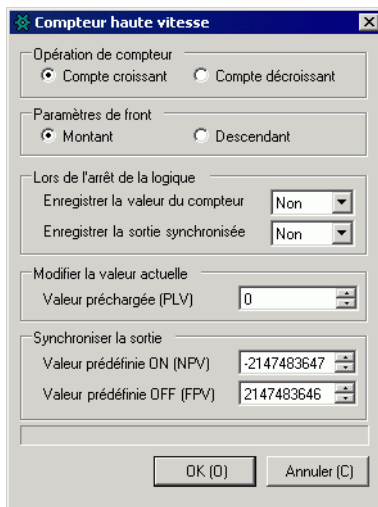 Compteur haute vitesse
Opération de compteur
Compte croissant Compte décroissant
Paramètres de front
Montant Descendant
Lors de l'arrêt de la logique
Enregistrer la valeur du compteur Non
Enregistrer la sortie synchronisée Non
Modifier la valeur actuelle
Valeur préchargée (PLV) 0
Synchroniser la sortie
Valeur prédéfinie ON (NPV) -2147483647
Valeur prédéfinie OFF (FPV) 2147483646
OK (O) Annuler (C)